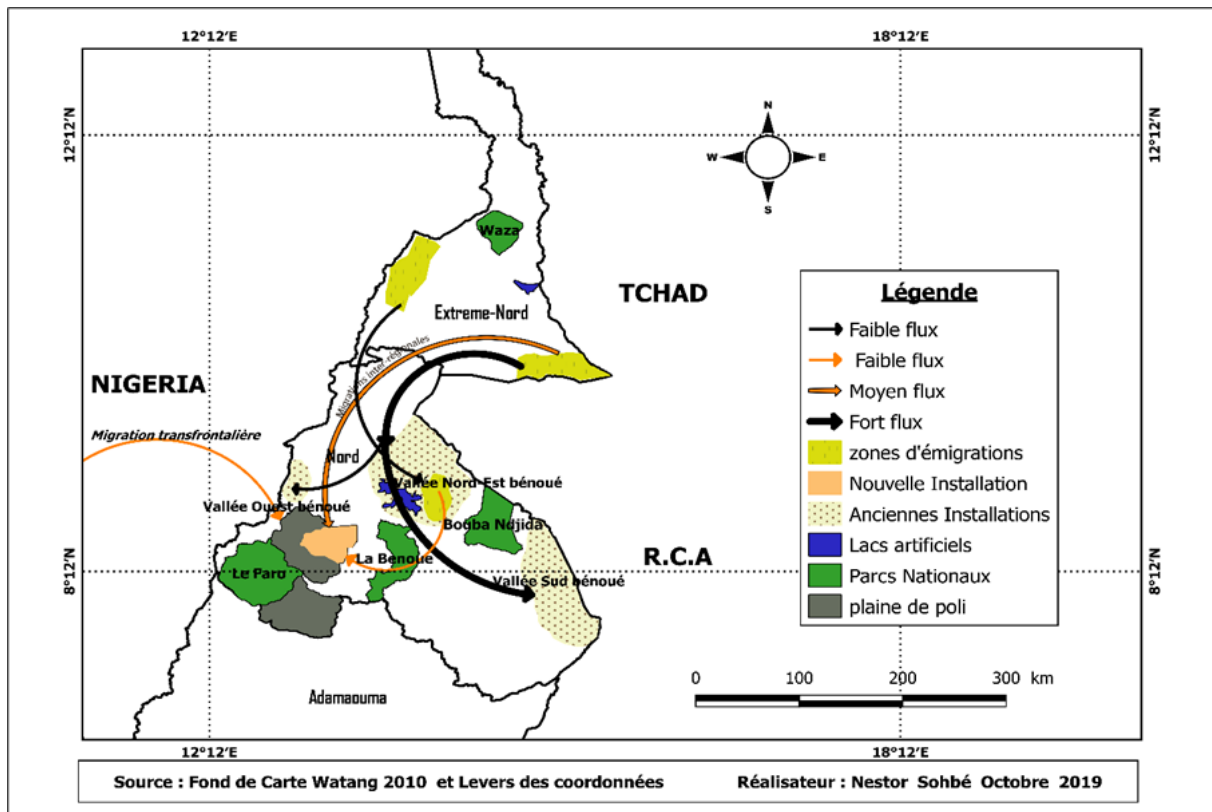 12°12'E
18°12'E
12°12'N
12°12'N
N
W
E
S
Waza
TCHAD
Extreme-Nord
Migrations inter-régionales
NIGERIA
Migration transfrontalière
Nord
Vallée Nord-Est bénoué
Vallée Ouest bénoué
Bouba Ndjida
La Benoué
R.C.A
Le Faro
Vallée Sud bénoué
8°12'N
8°12'N
Adamaouma
Légende
Faible flux
Faible flux
Moyen flux
Fort flux
zones d'émigrations
Nouvelle Installation
Anciennes Installations
Lacs artificiels
Parcs Nationaux
plaine de poli
0 100 200 300 km
12°12'E
18°12'E
Source : Fond de Carte Watang 2010 et Levers des coordonnées Réalisateur : Nestor Sohbé Octobre 2019